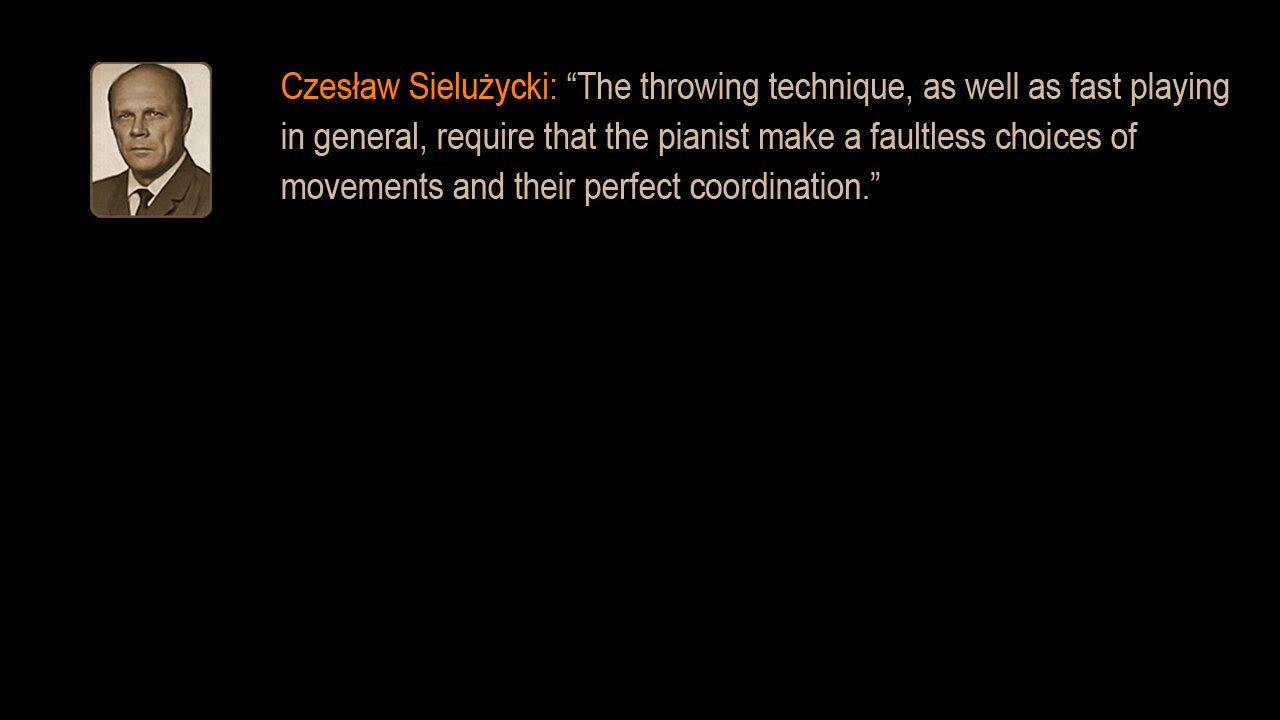 Czesław Sielużycki: “The throwing technique, as well as fast playing
in general, require that the pianist make a faultless choices of
movements and their perfect coordination.”